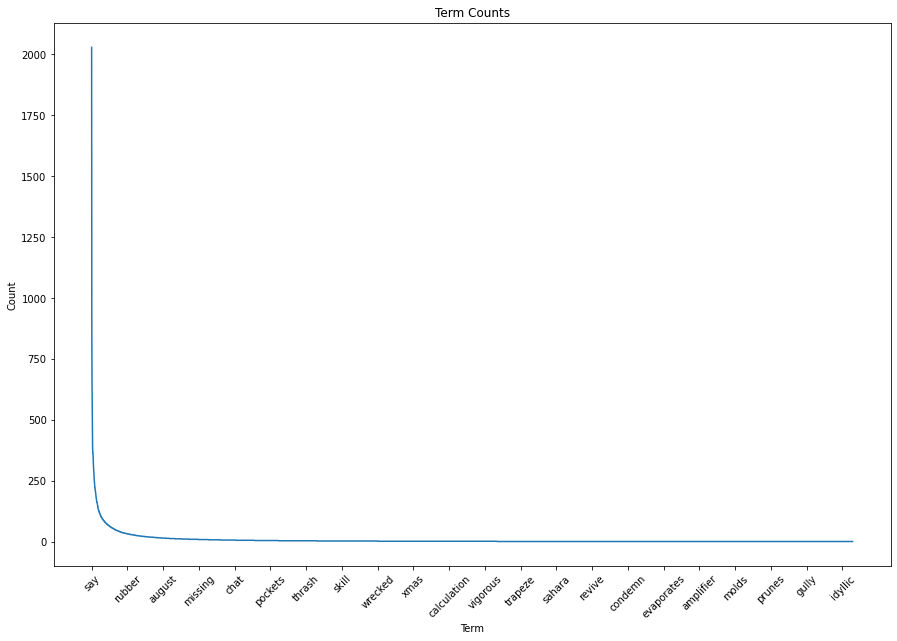 Term Counts
Count
2000
1750
1500
1250
1000
750
500
250
0
say rubber august missing chat pockets thrash skill wrecked xmas calculation vigorous trapeze sahara revive condemn evaporates amplifier molds prunes gully idyllic
Term